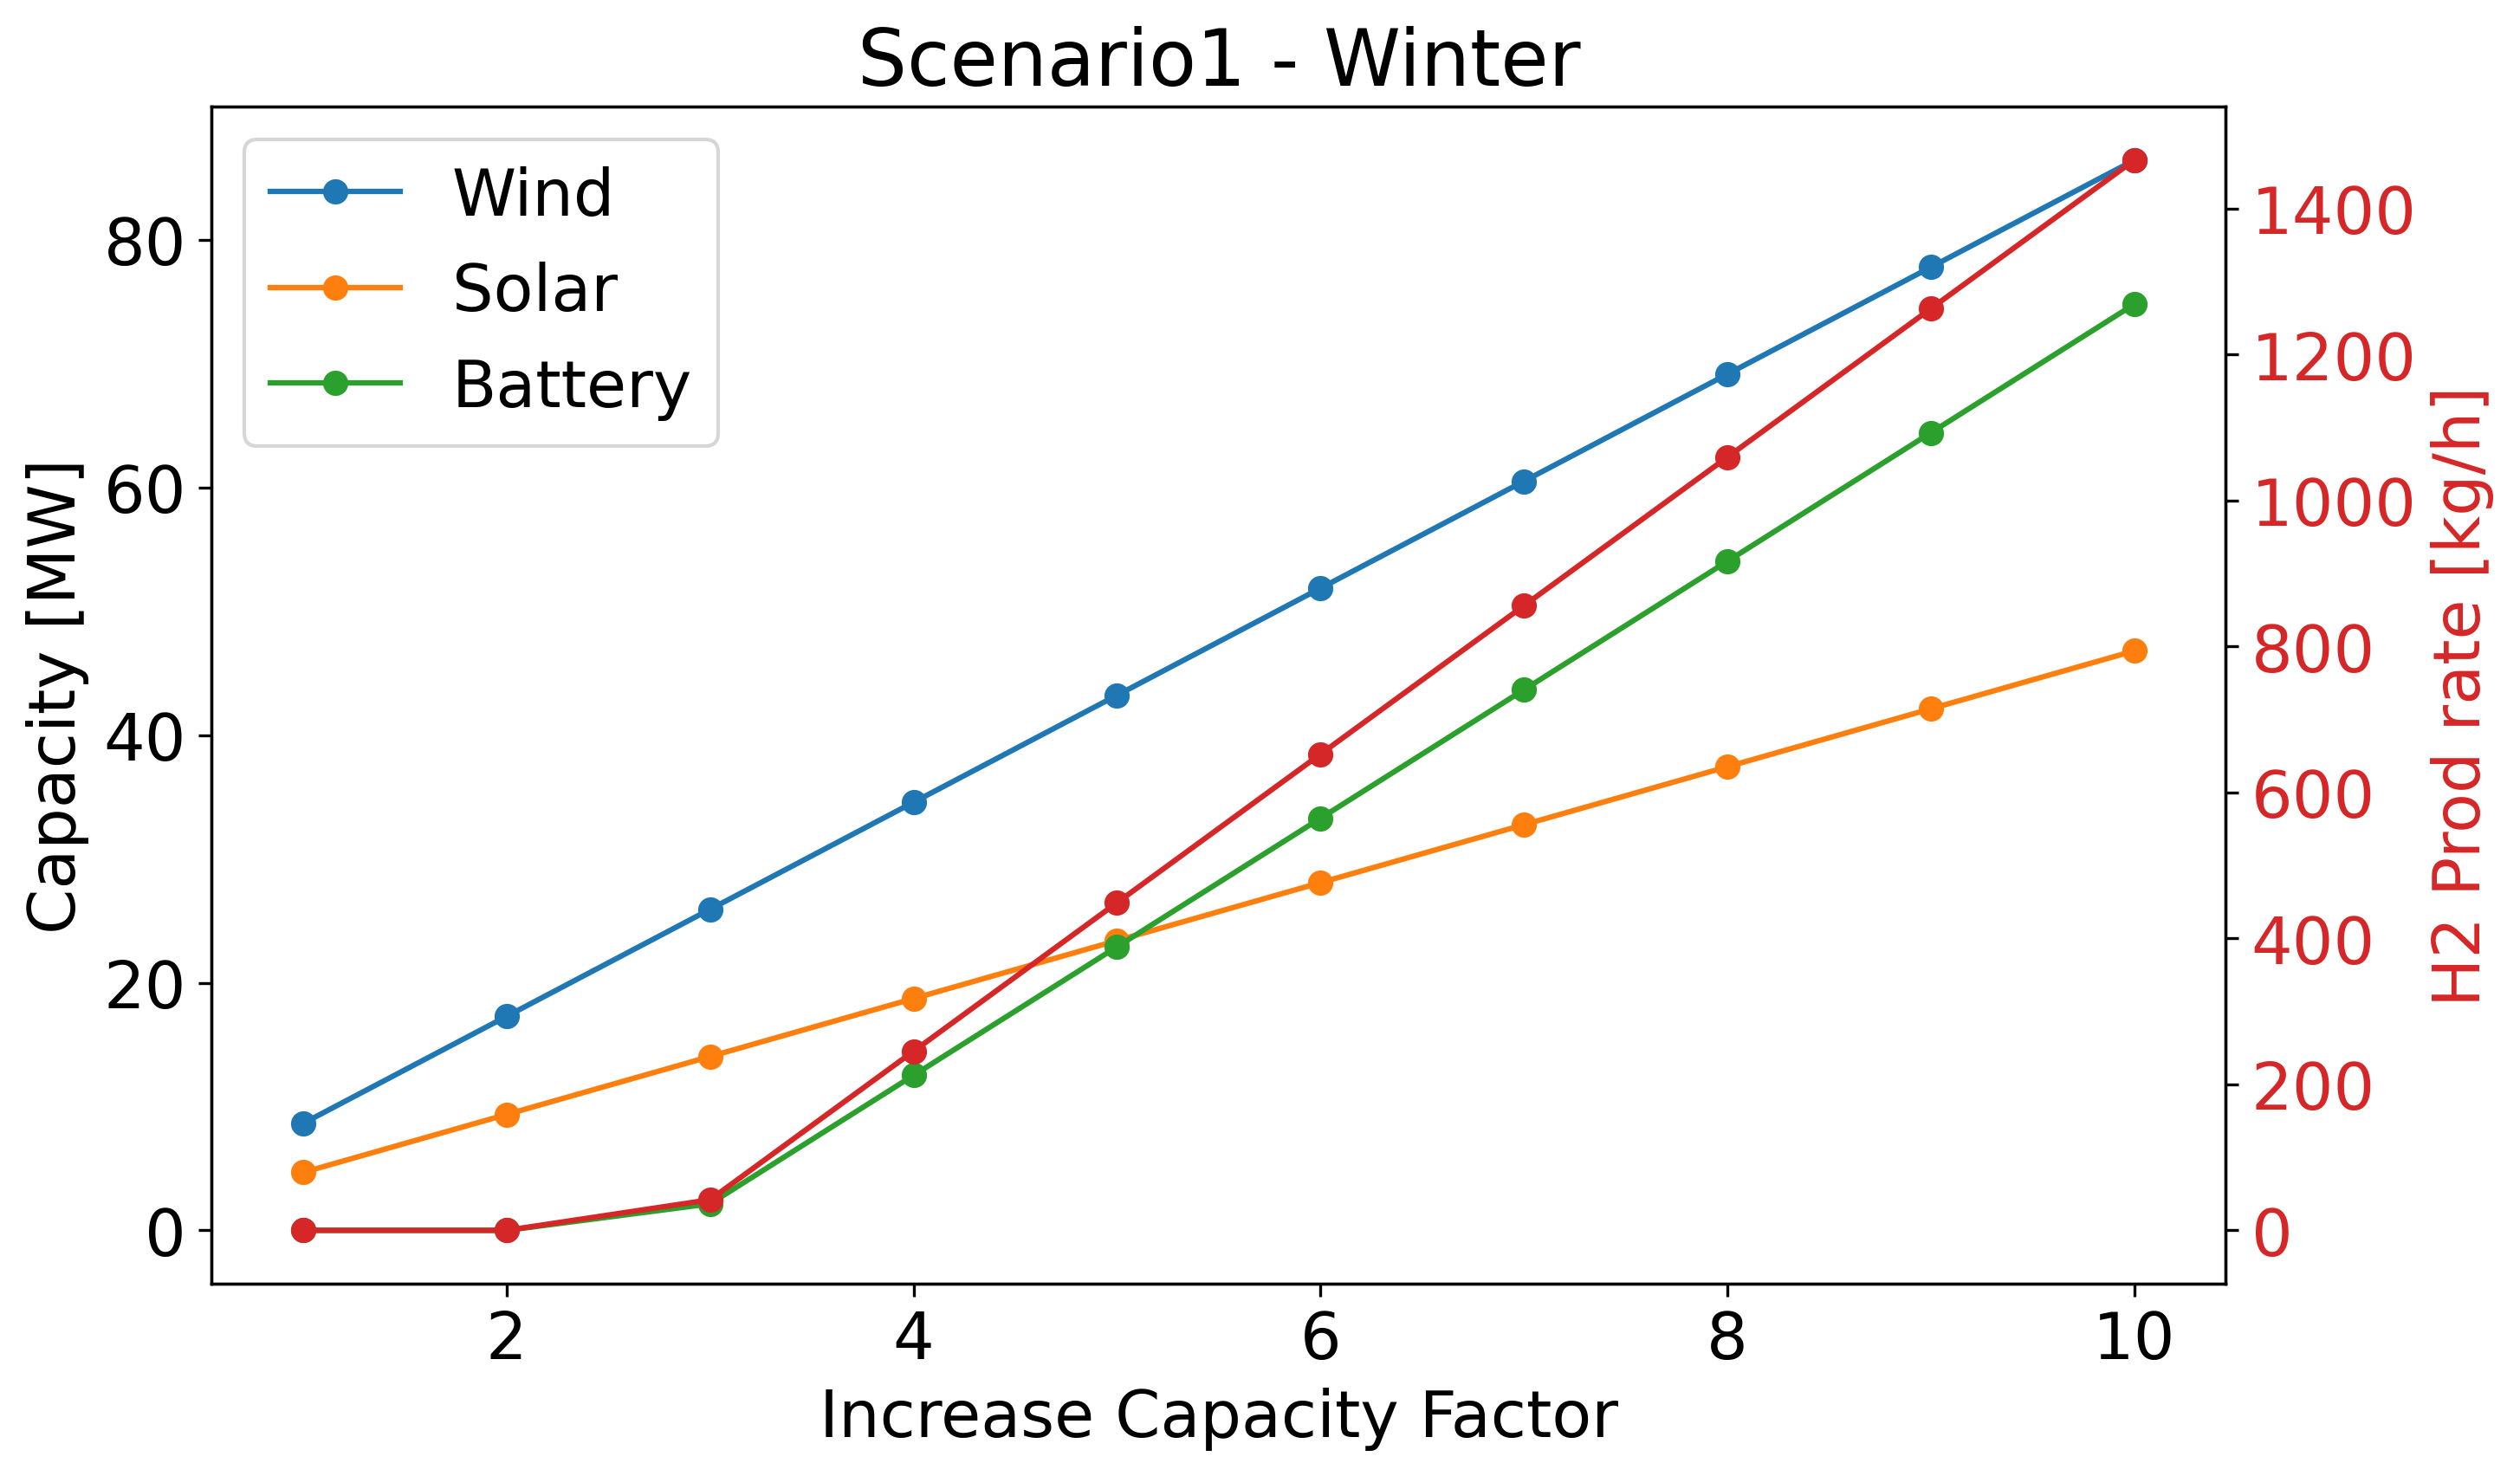 Scenario1 - Winter
Wind
Solar
Battery
Capacity [MW]
80
60
40
20
0
1400
1200
1000
800
600
400
200
0
H2 Prod rate [kg/h]
2 4 6 8 10
Increase Capacity Factor